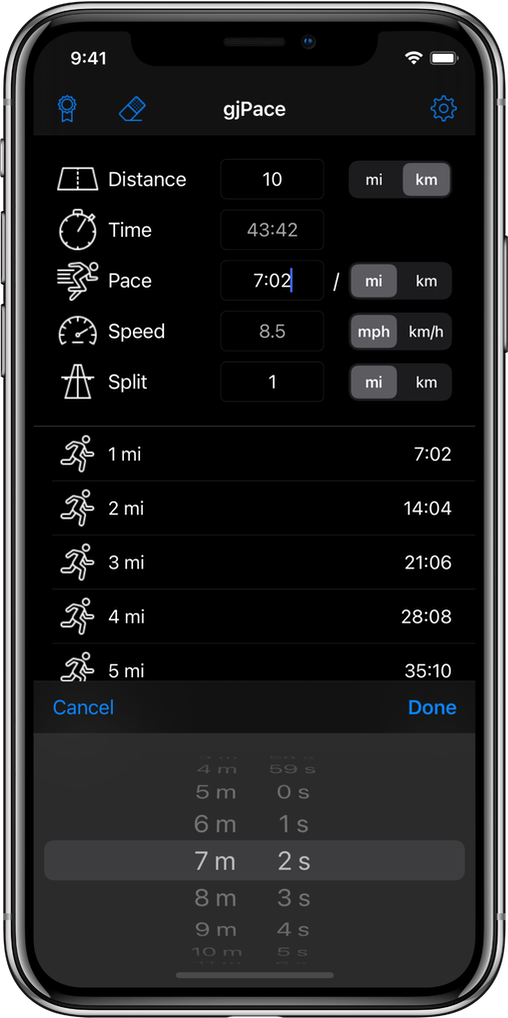 9:41
gjPace
Distance 10 mi km
Time 43:42
Pace 7:02 / mi km
Speed 8.5 mph km/h
Split 1 mi km
1 mi 7:02
2 mi 14:04
3 mi 21:06
4 mi 28:08
5 mi 35:10
Cancel Done
4 m 59 s
5 m 0 s
6 m 1 s
7 m 2 s
8 m 3 s
9 m 4 s
10 m 5 s